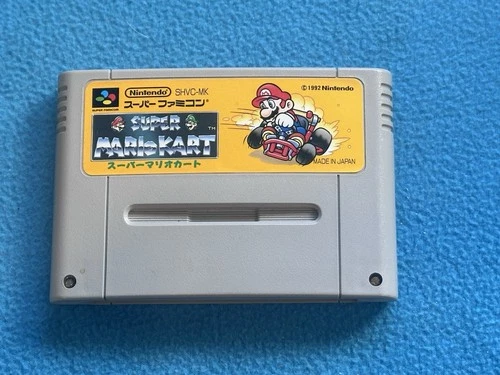 Nintendo SHVC-MK
スーパーファミコン
© 1992 Nintendo
SUPER
MARIO KART TM
スーパーマリオカート
MADE IN JAPAN